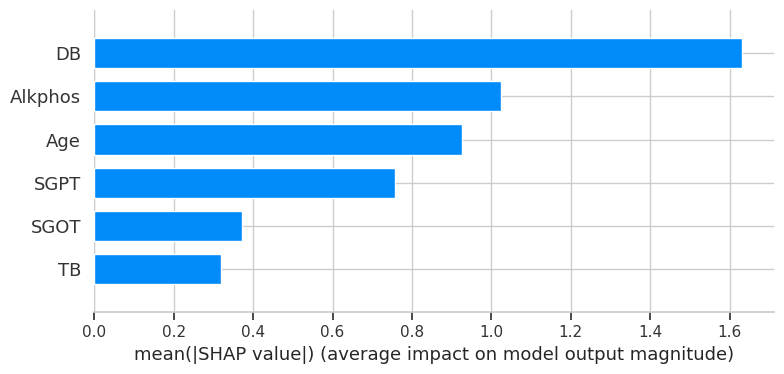 DB
Alkphos
Age
SGPT
SGOT
TB
0.0 0.2 0.4 0.6 0.8 1.0 1.2 1.4 1.6
mean(|SHAP value|) (average impact on model output magnitude)